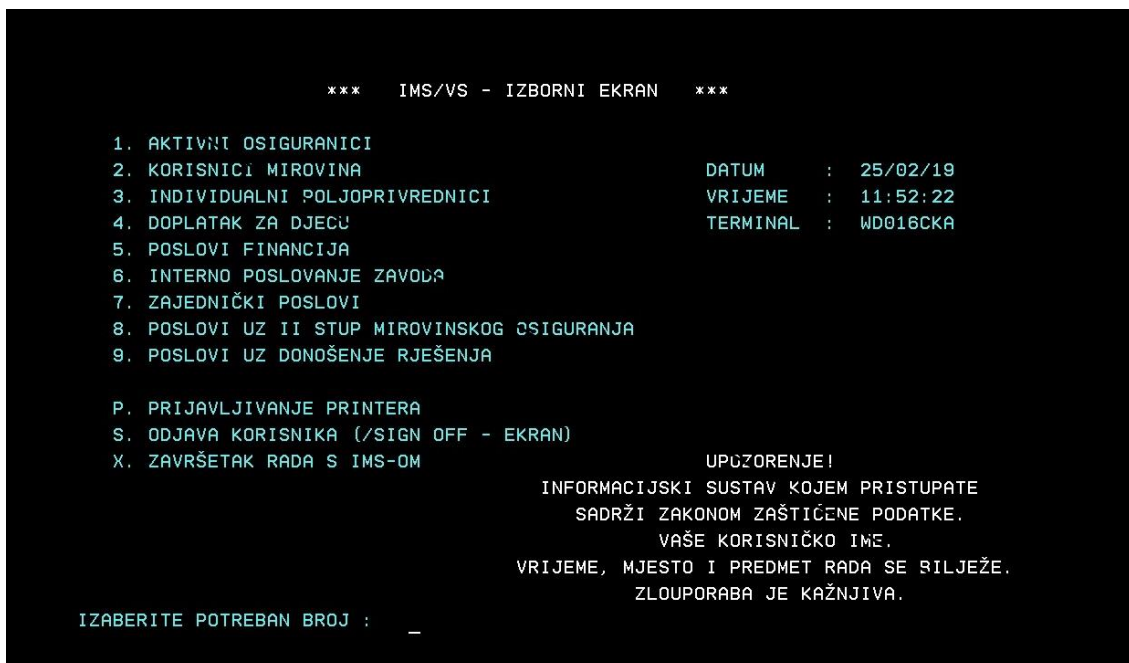 *** IMS/VS - IZBORNI EKRAN ***
1. AKTIVNI OSIGURANICI
2. KORISNICI MIROVINA
DATUM : 25/02/19
3. INDIVIDUALNI POLJOPRIVREDNICI
VRIJEME : 11:52:22
4. DOPLATAK ZA DJECU
TERMINAL : WD016CKA
5. POSLOVI FINANCIJA
6. INTERNO POSLOVANJE ZAVODA
7. ZAJEDNIČKI POSLOVI
8. POSLOVI UZ II STUP MIROVINSKOG OSIGURANJA
9. POSLOVI UZ DONOŠENJE RJEŠENJA
P. PRIJAVLJIVANJE PRINTERA
S. ODJAVA KORISNIKA (/SIGN OFF - EKRAN)
X. ZAVRŠETAK RADA S IMS-OM
UPOZORENJE!
INFORMACIJSKI SUSTAV KOJEM PRISTUPATE
SADRŽI ZAKONOM ZAŠTIĆENE PODATKE.
VAŠE KORISNIČKO IME.
VRIJEME, MJESTO I PREDMET RADA SE BILJEŽE.
ZLOUPORABA JE KAŽNJIVA.
IZABERITE POTREBAN BROJ : _